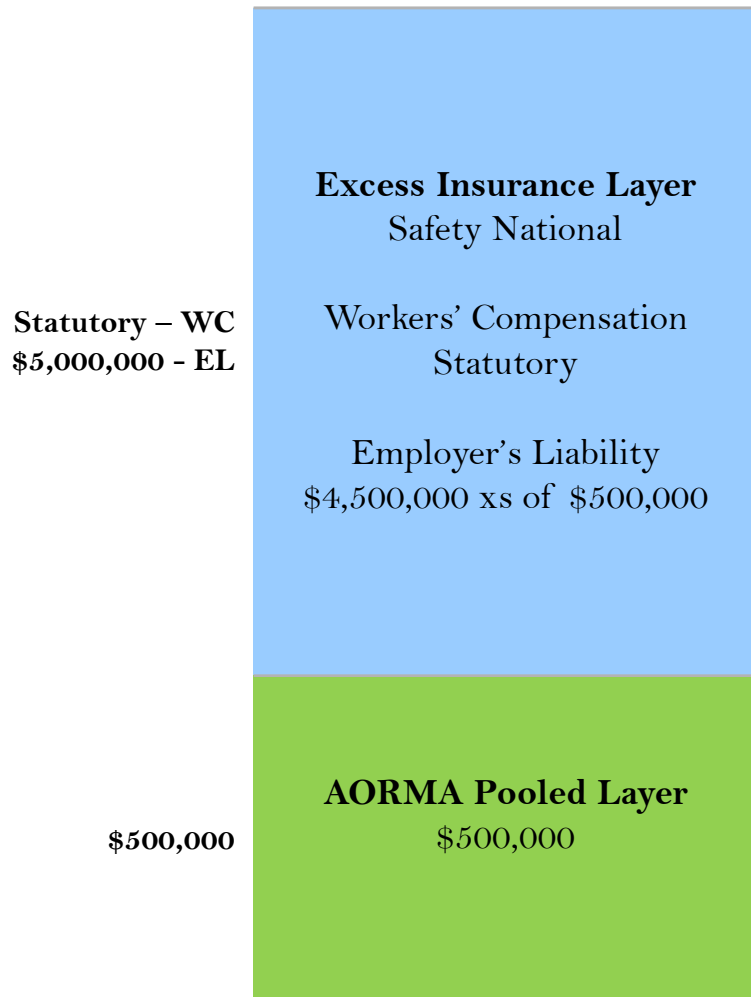 Excess Insurance Layer
Safety National
Statutory – WC
$5,000,000 - EL
Workers’ Compensation
Statutory
Employer’s Liability
$4,500,000 xs of  $500,000
AORMA Pooled Layer
$500,000
$500,000